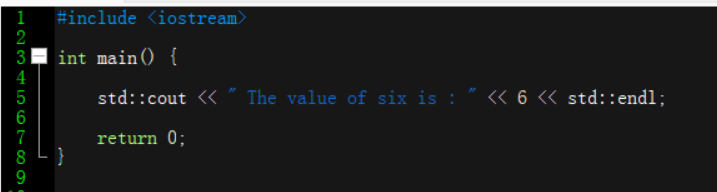 1 #include <iostream>
2
3 int main() {
4
5 std::cout << " The value of six is : " << 6 << std::endl;
6
7 return 0;
8 }
9